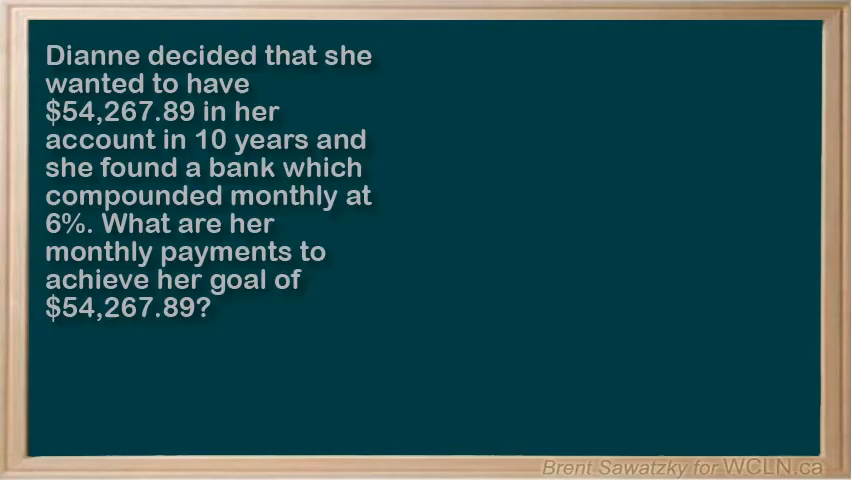 Dianne decided that she
wanted to have
$54,267.89 in her
account in 10 years and
she found a bank which
compounded monthly at
6%. What are her
monthly payments to
achieve her goal of
$54,267.89?
Brent Sawatzky for WCLN.ca